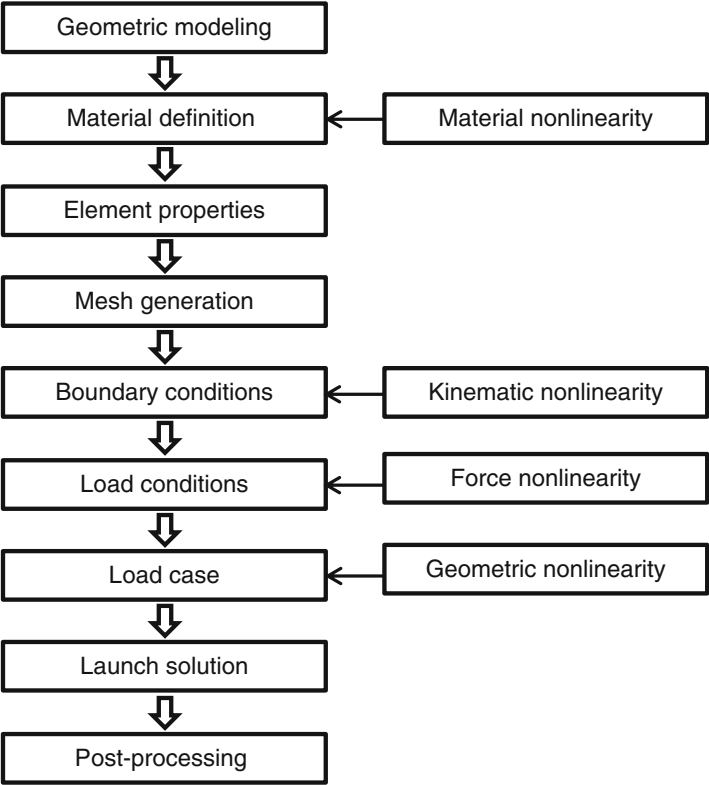 Geometric modeling
Material definition
Material nonlinearity
Element properties
Mesh generation
Boundary conditions
Kinematic nonlinearity
Load conditions
Force nonlinearity
Load case
Geometric nonlinearity
Launch solution
Post-processing